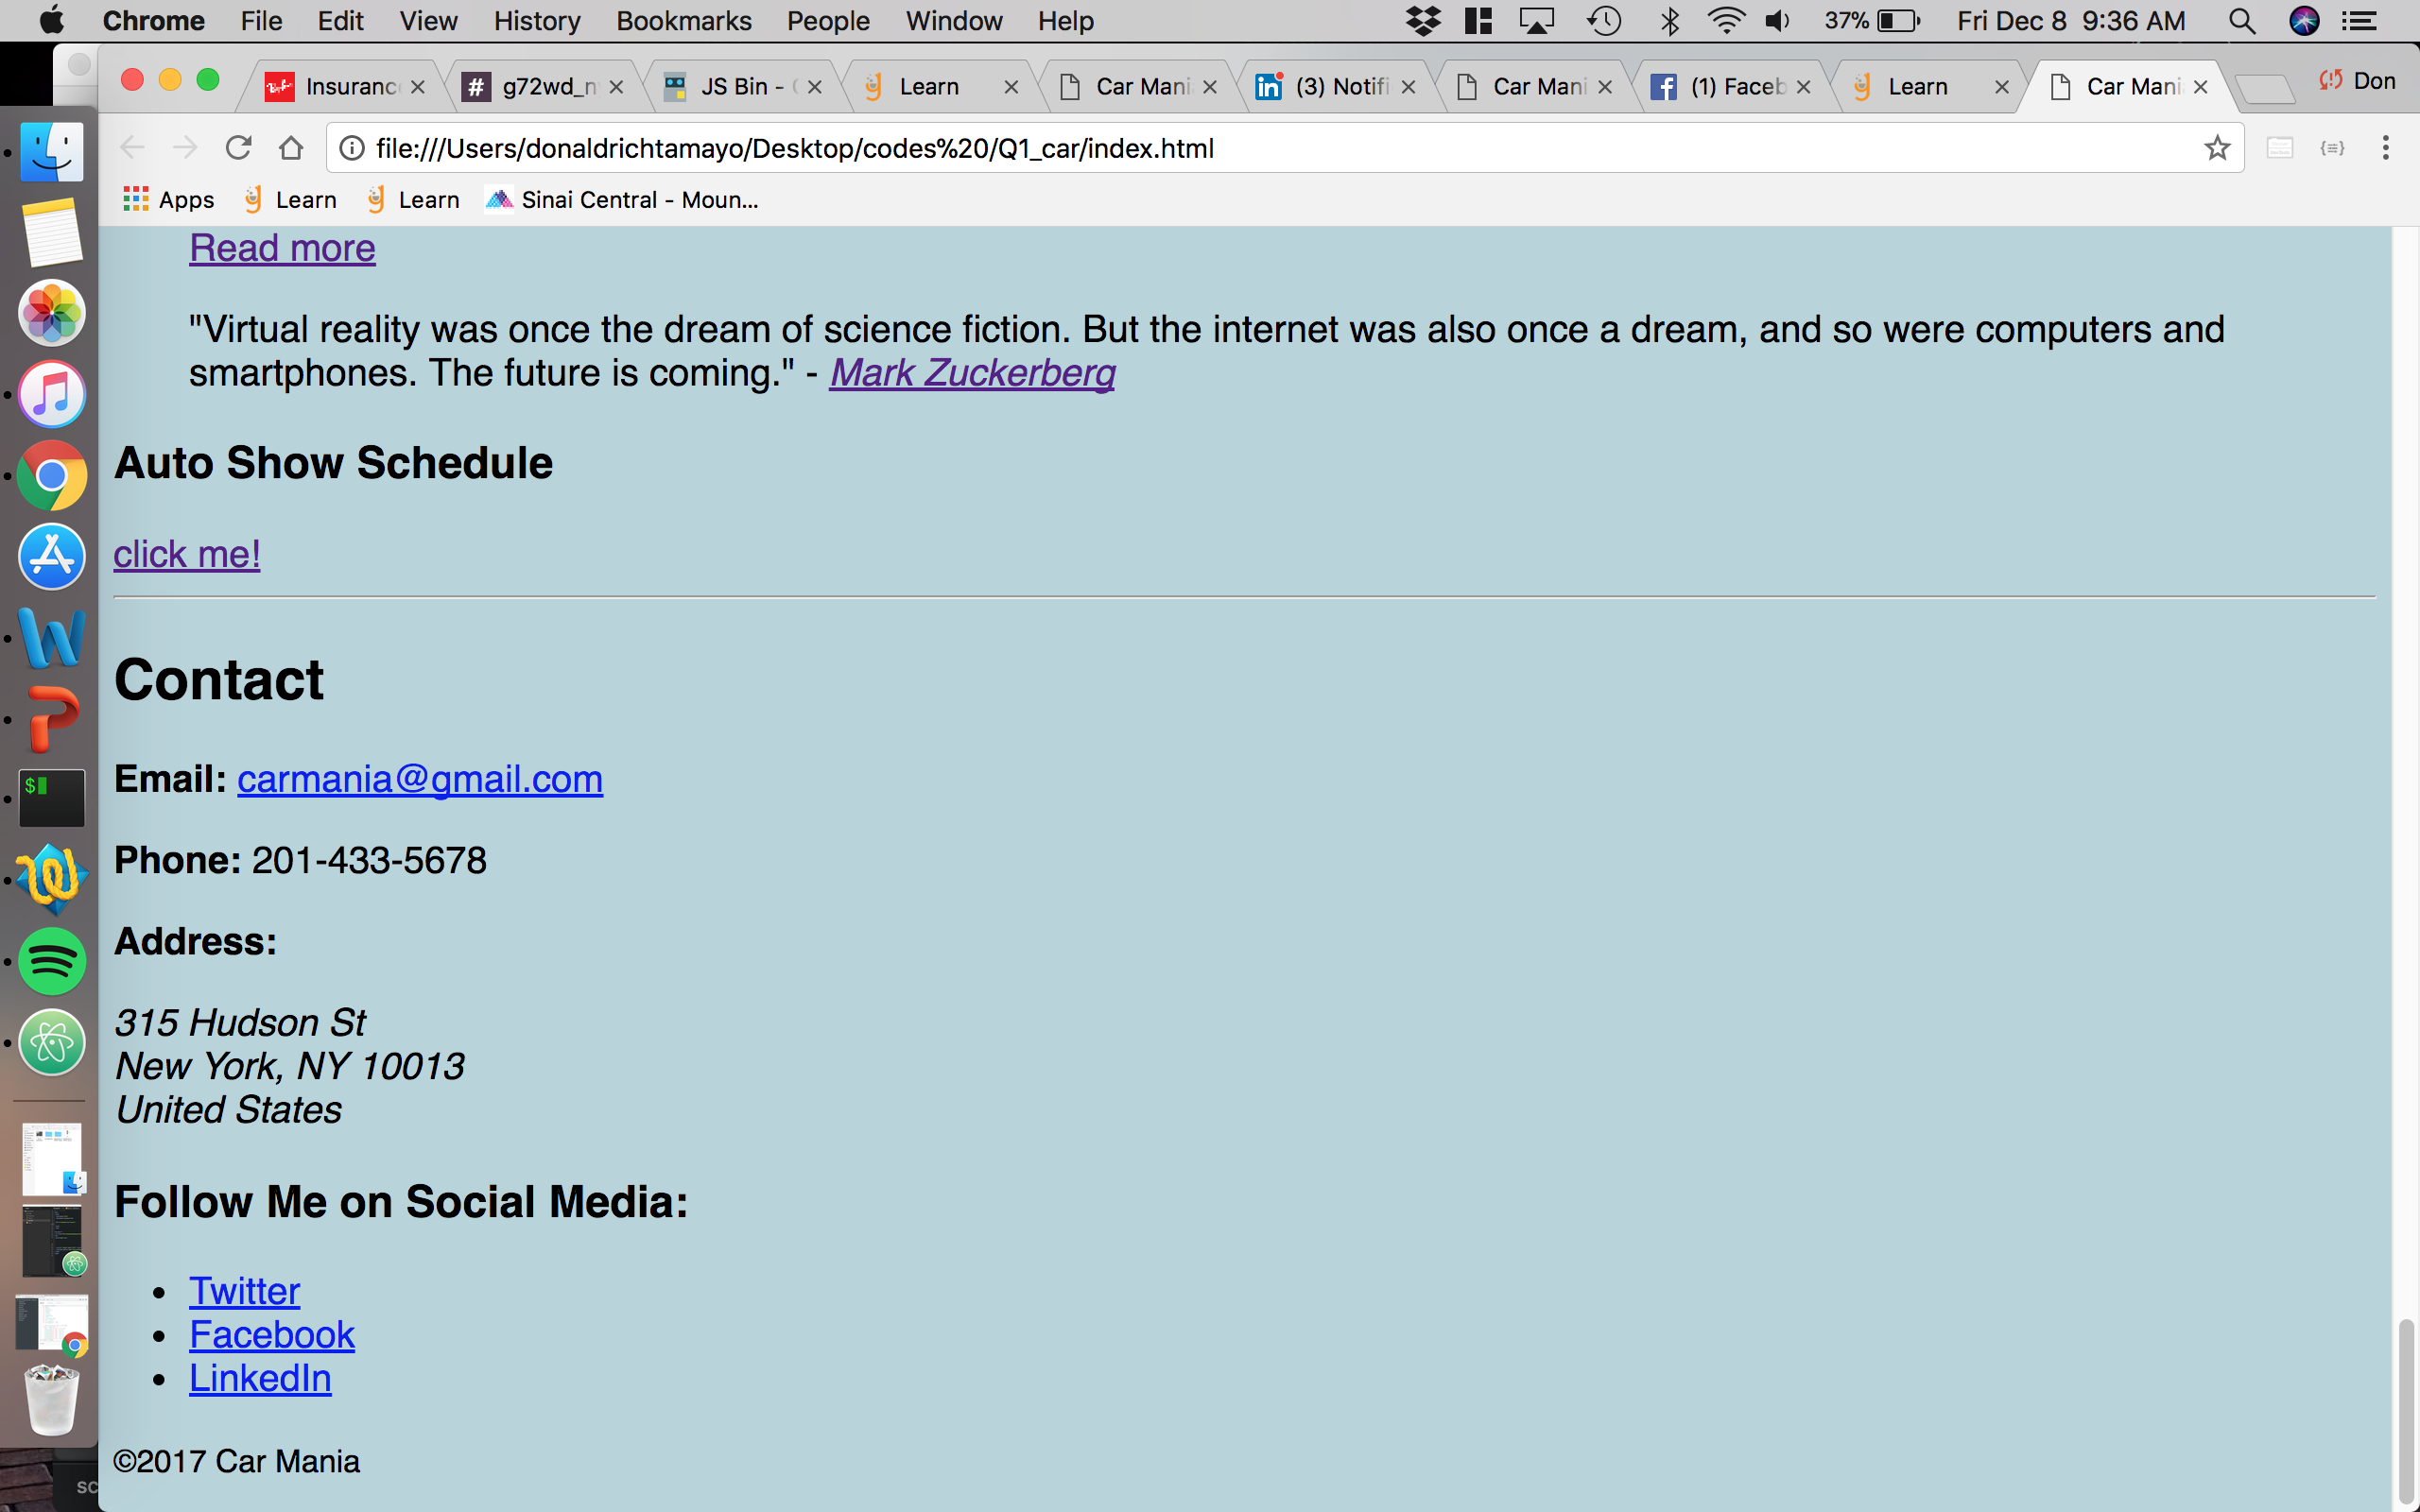 Chrome File Edit View History Bookmarks People Window Help 37% Fri Dec 8 9:36 AM
Insuranc g72wd_n JS Bin - Learn Car Mani (3) Notifi Car Mani (1) Faceb Learn Car Mani Don
file:///Users/donaldrichtamayo/Desktop/codes%20/Q1_car/index.html
Apps Learn Learn Sinai Central - Moun...
Read more
"Virtual reality was once the dream of science fiction. But the internet was also once a dream, and so were computers and
smartphones. The future is coming." - Mark Zuckerberg
Auto Show Schedule
click me!
Contact
Email: carmania@gmail.com
Phone: 201-433-5678
Address:
315 Hudson St
New York, NY 10013
United States
Follow Me on Social Media:
• Twitter
• Facebook
• LinkedIn
©2017 Car Mania